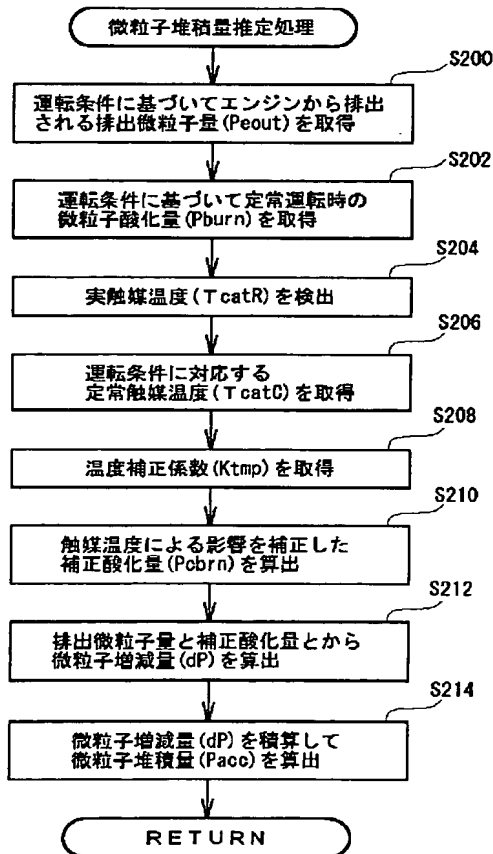 微粒子堆積量推定処理
S200
運転条件に基づいてエンジンから排出
される排出微粒子量(Peout)を取得
S202
運転条件に基づいて定常運転時の
微粒子酸化量(Pburn)を取得
S204
実触媒温度(TcatR)を検出
S206
運転条件に対応する
定常触媒温度(TcatC)を取得
S208
温度補正係数(Ktmp)を取得
S210
触媒温度による影響を補正した
補正酸化量(Pcbrn)を算出
S212
排出微粒子量と補正酸化量とから
微粒子増減量(dP)を算出
S214
微粒子増減量(dP)を積算して
微粒子堆積量(Pacc)を算出
RETURN